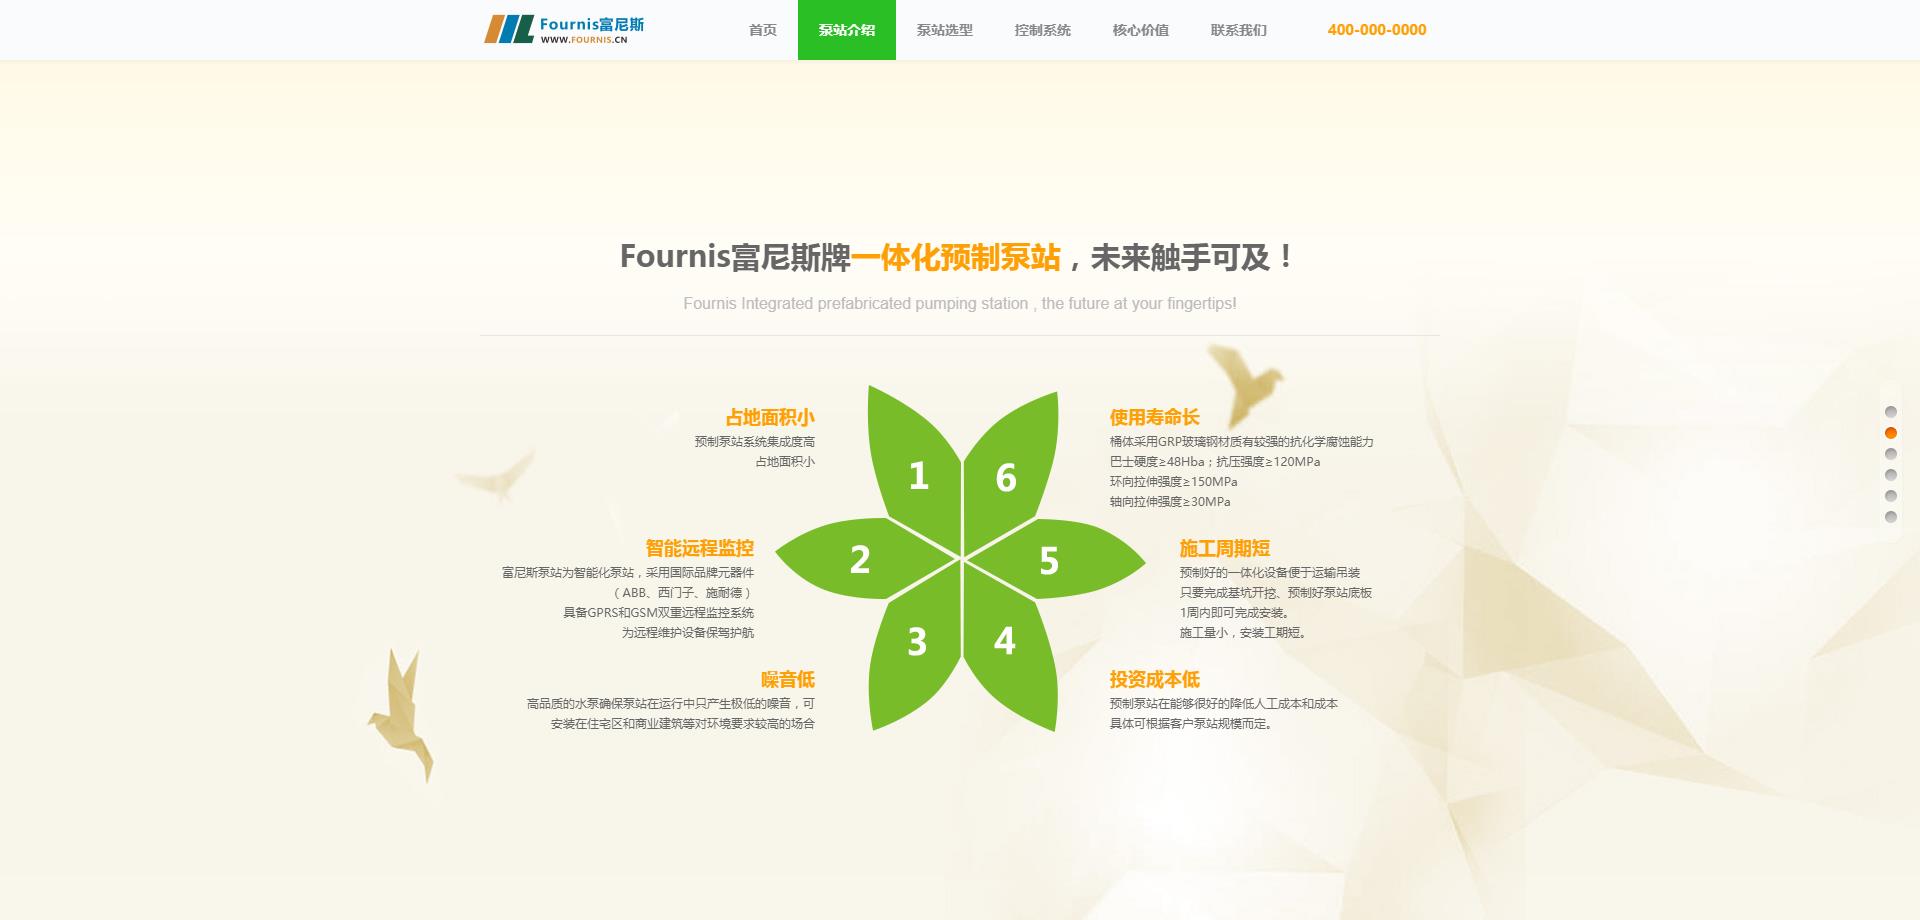 Fournis富尼斯
WWW.FOURNIS.CN
首页
泵站介绍
泵站选型
控制系统
核心价值
联系我们
400-000-0000
Fournis富尼斯牌一体化预制泵站，未来触手可及！
Fournis Integrated prefabricated pumping station , the future at your fingertips!
占地面积小
预制泵站系统集成度高
占地面积小
智能远程监控
富尼斯泵站为智能化泵站，采用国际品牌元器件
（ABB、西门子、施耐德）
具备GPRS和GSM双重远程监控系统
为远程维护设备保驾护航
噪音低
高品质的水泵确保泵站在运行中只产生极低的噪音，可
安装在住宅区和商业建筑等对环境要求较高的场合
1
6
2
5
3
4
使用寿命长
桶体采用GRP玻璃钢材质有较强的抗化学腐蚀能力
巴士硬度≥48Hba；抗压强度≥120MPa
环向拉伸强度≥150MPa
轴向拉伸强度≥30MPa
施工周期短
预制好的一体化设备便于运输吊装
只要完成基坑开挖、预制好泵站底板
1周内即可完成安装。
施工量小，安装工期短。
投资成本低
预制泵站在能够很好的降低人工成本和成本
具体可根据客户泵站规模而定。